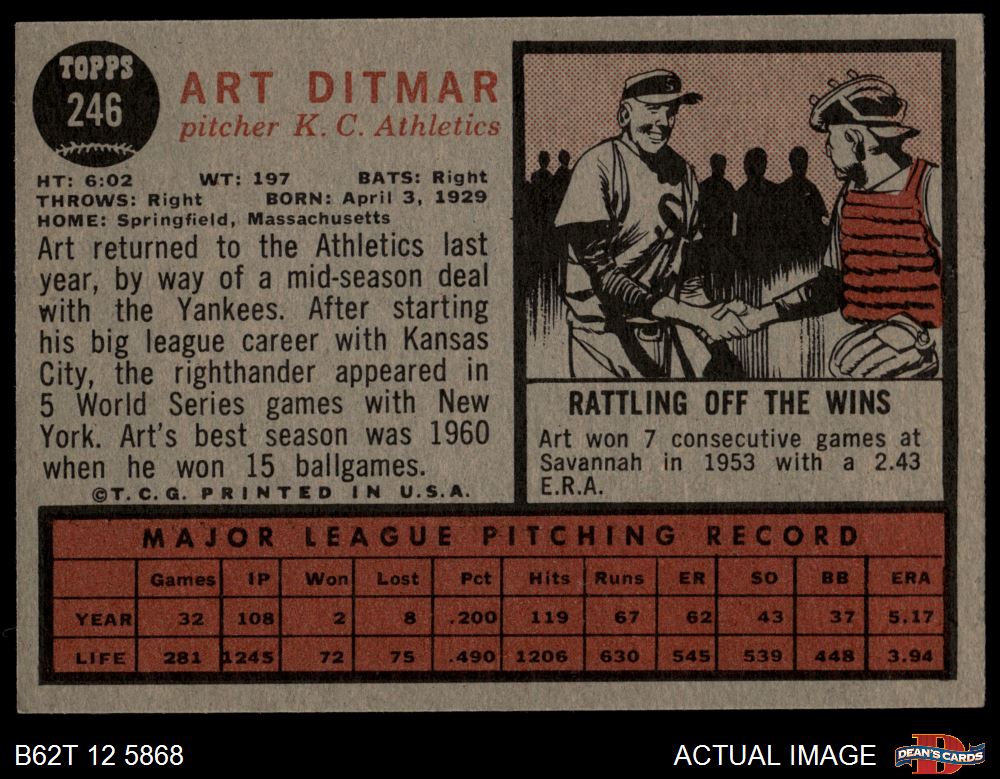 TOPPS
246
ART DITMAR
pitcher K. C. Athletics
HT: 6:02 WT: 197 BATS: Right
THROWS: Right BORN: April 3, 1929
HOME: Springfield, Massachusetts
Art returned to the Athletics last
year, by way of a mid-season deal
with the Yankees. After starting
his big league career with Kansas
City, the righthander appeared in
5 World Series games with New
York. Art's best season was 1960
when he won 15 ballgames.
©T.C.G. PRINTED IN U.S.A.
S
S
RATTLING OFF THE WINS
Art won 7 consecutive games at
Savannah in 1953 with a 2.43
E.R.A.
MAJOR LEAGUE PITCHING RECORD
Games IP Won Lost Pct Hits Runs ER SO BB ERA
YEAR 32 108 2 8 .200 119 67 62 43 37 5.17
LIFE 281 1245 72 75 .490 1206 630 545 539 448 3.94
B62T 12 5868
ACTUAL IMAGE
D
DEAN'S CARDS